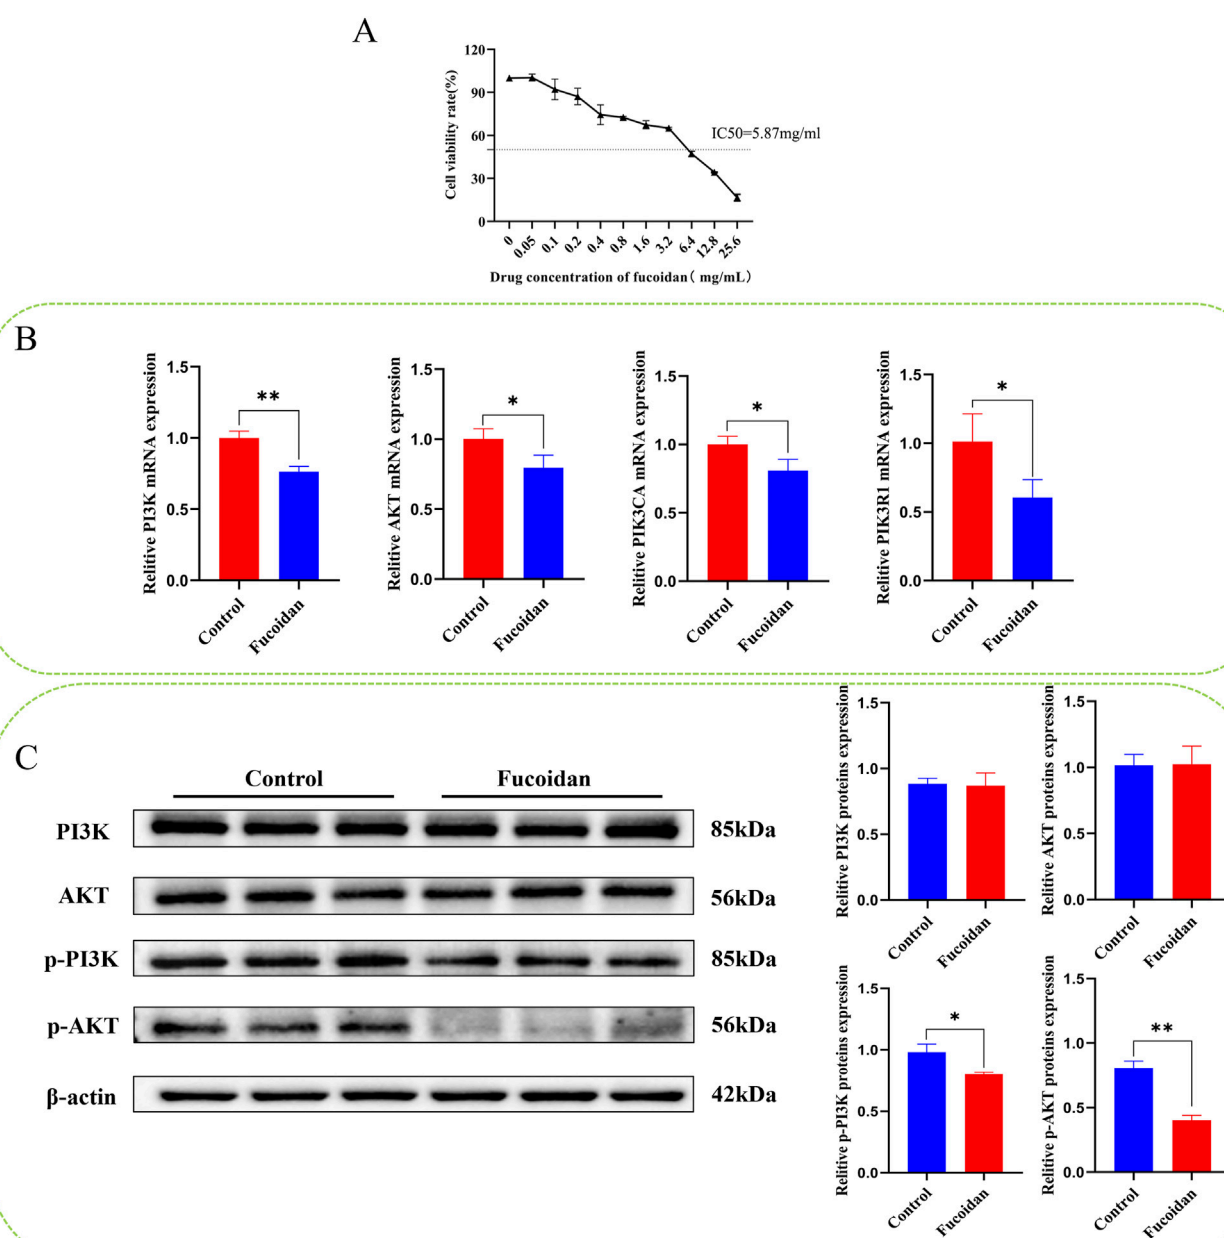 A
Cell viability rate(%)
120
90
60
30
0
IC50=5.87mg/ml
0 0.05 0.1 0.2 0.4 0.8 1.6 3.2 6.4 12.8 25.6
Drug concentration of fucoidan( mg/mL)
B
Relitive PI3K mRNA expression
1.5
1.0
0.5
0.0
**
Control Fucoidan
Relitive AKT mRNA expression
1.5
1.0
0.5
0.0
*
Control Fucoidan
Relitive PIK3CA mRNA expression
1.5
1.0
0.5
0.0
*
Control Fucoidan
Relitive PIK3R1 mRNA expression
1.5
1.0
0.5
0.0
*
Control Fucoidan
C
Control Fucoidan
PI3K 85kDa
AKT 56kDa
p-PI3K 85kDa
p-AKT 56kDa
β-actin 42kDa
Relitive PI3K proteins expression
1.5
1.0
0.5
0.0
Control Fucoidan
Relitive AKT proteins expression
1.5
1.0
0.5
0.0
Control Fucoidan
Relitive p-PI3K proteins expression
1.5
1.0
0.5
0.0
*
Control Fucoidan
Relitive p-AKT proteins expression
1.5
1.0
0.5
0.0
**
Control Fucoidan